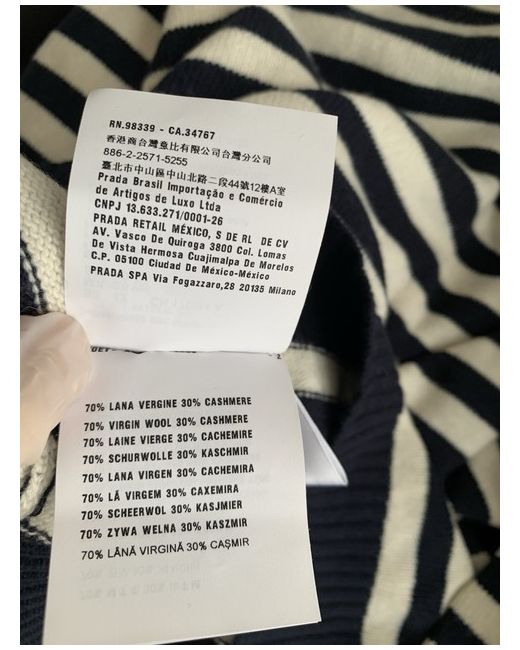 RN.98339 - CA.34767
香港商台灣普比有限公司台灣分公司
886-2-2571-5255
臺北市中山區中山北路二段44號12樓A室
Prada Brasil Importação e Comércio
de Artigos de Luxo Ltda
CNPJ 13.633.271/0001-26
PRADA RETAIL MÉXICO, S DE RL DE CV
AV. Vasco De Quiroga 3800 Col. Lomas
De Vista Hermosa Cuajimalpa De Morelos
C.P. 05100 Ciudad De México-México
PRADA SPA Via Fogazzaro,28 20135 Milano
70% LANA VERGINE 30% CASHMERE
70% VIRGIN WOOL 30% CASHMERE
70% LAINE VIERGE 30% CACHEMIRE
70% SCHURWOLLE 30% KASCHMIR
70% LANA VIRGEN 30% CACHEMIRA
70% LÃ VIRGEM 30% CAXEMIRA
70% SCHEERWOL 30% KASJMIER
70% ZYWA WELNA 30% KASZMIR
70% LÂNĂ VIRGINĂ 30% CAȘMIR